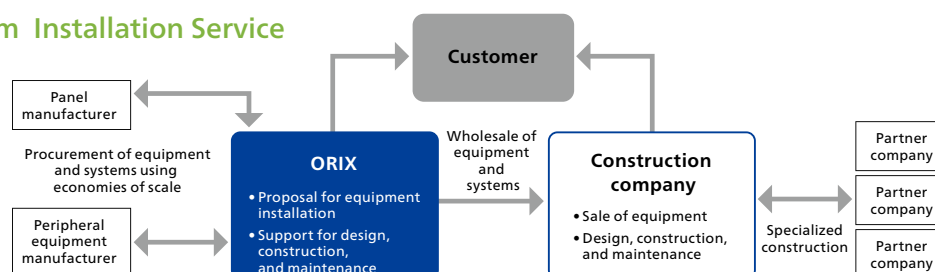 Installation Service
Customer
Panel
manufacturer
Procurement of equipment
and systems using
economies of scale
Peripheral
equipment
manufacturer
ORIX
• Proposal for equipment
installation
• Support for design,
construction,
and maintenance
Wholesale of
equipment
and
systems
Construction
company
• Sale of equipment
• Design, construction,
and maintenance
Specialized
construction
Partner
company
Partner
company
Partner
company